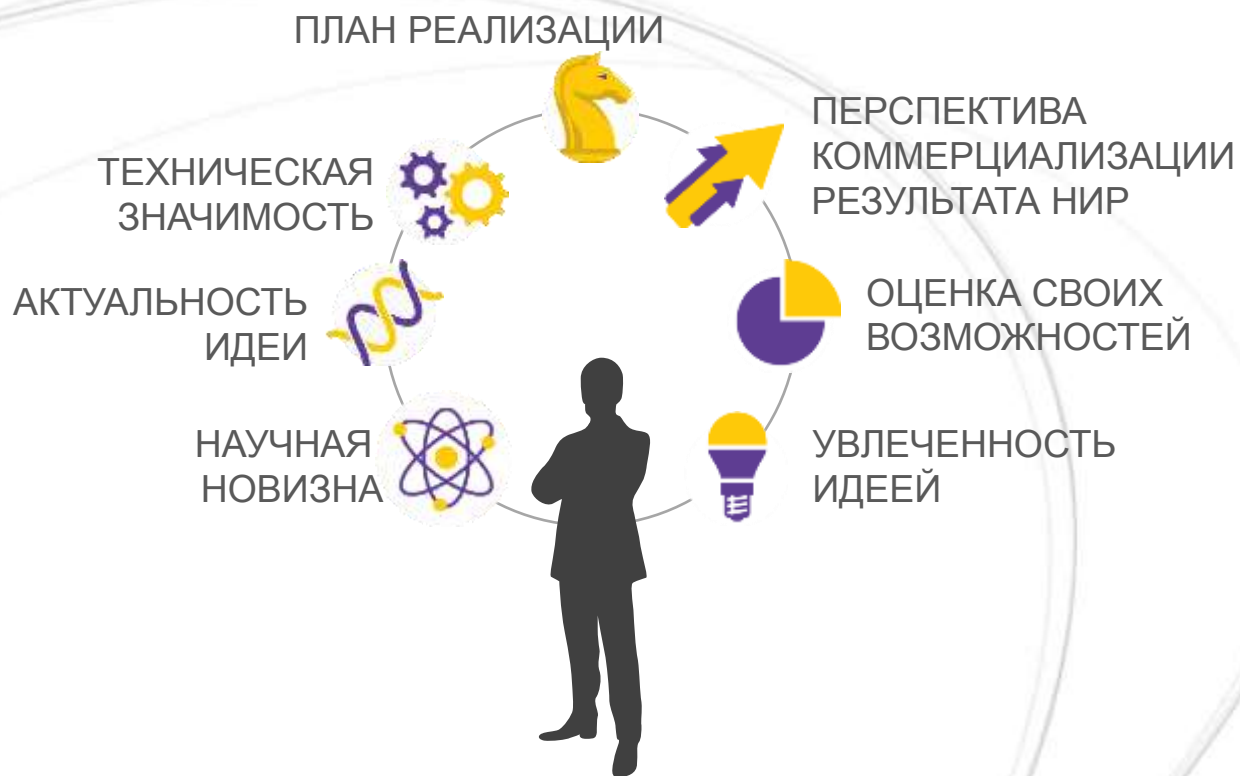 ПЛАН РЕАЛИЗАЦИИ
ПЕРСПЕКТИВА
КОММЕРЦИАЛИЗАЦИИ
РЕЗУЛЬТАТА НИР
ТЕХНИЧЕСКАЯ
ЗНАЧИМОСТЬ
АКТУАЛЬНОСТЬ
ИДЕИ
ОЦЕНКА СВОИХ
ВОЗМОЖНОСТЕЙ
НАУЧНАЯ
НОВИЗНА
УВЛЕЧЕННОСТЬ
ИДЕЕЙ